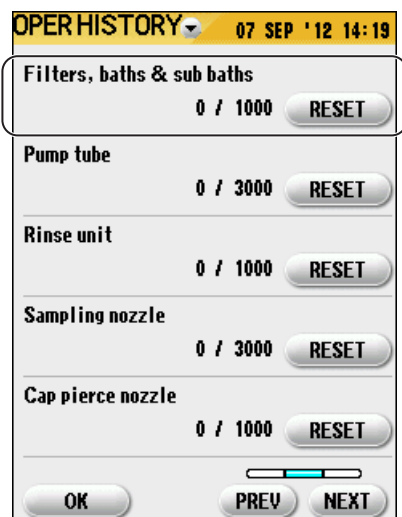 OPER HISTORY 07 SEP '12 14:19
Filters, baths & sub baths
0 / 1000 RESET
Pump tube
0 / 3000 RESET
Rinse unit
0 / 1000 RESET
Sampling nozzle
0 / 3000 RESET
Cap pierce nozzle
0 / 1000 RESET
OK PREV NEXT